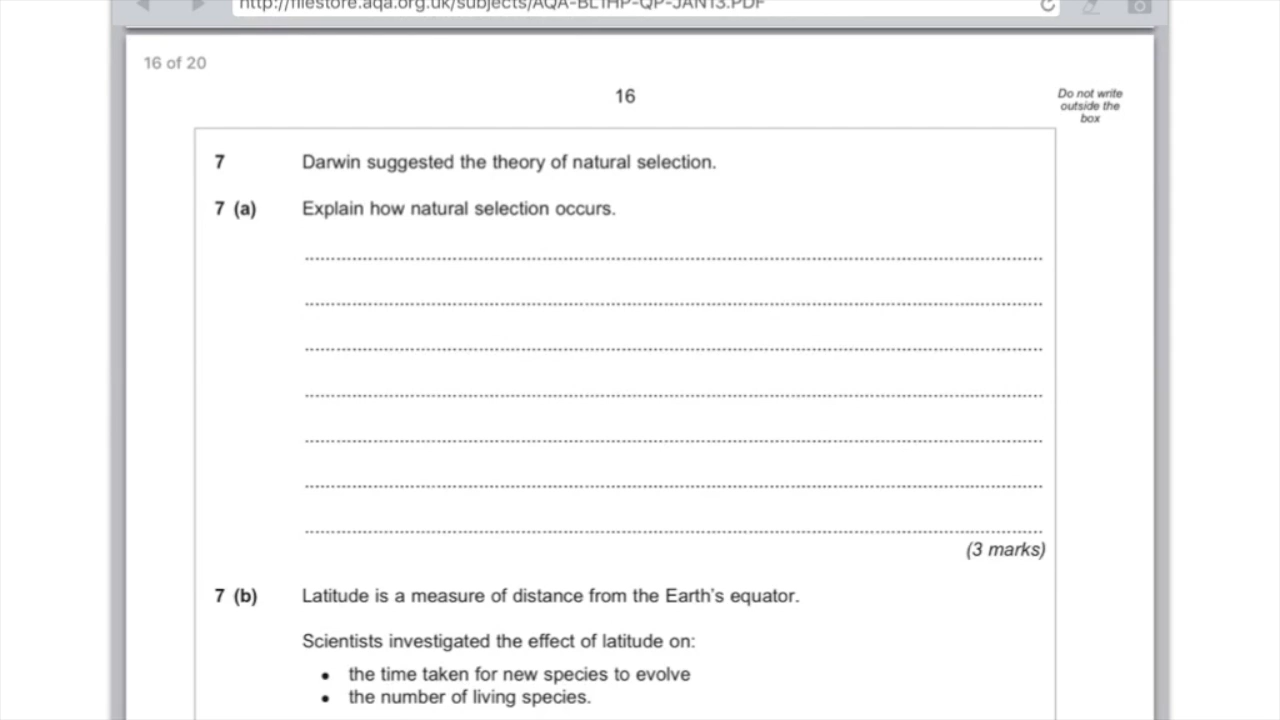 http://filestore.aqa.org.uk/subjects/AQA-BL1HP-QP-JAN13.PDF
16 of 20
16
Do not write
outside the
box
7 Darwin suggested the theory of natural selection.
7 (a) Explain how natural selection occurs.
(3 marks)
7 (b) Latitude is a measure of distance from the Earth's equator.
Scientists investigated the effect of latitude on:
• the time taken for new species to evolve
• the number of living species.